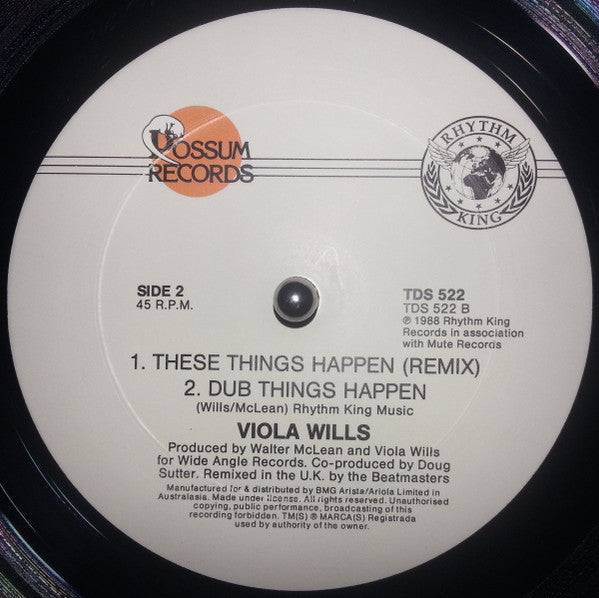 POSSUM
RECORDS
RHYTHM
KING
SIDE 2
45 R.P.M.
TDS 522
TDS 522 B
℗ 1988 Rhythm King
Records in association
with Mute Records
1. THESE THINGS HAPPEN (REMIX)
2. DUB THINGS HAPPEN
(Wills/McLean) Rhythm King Music
VIOLA WILLS
Produced by Walter McLean and Viola Wills
for Wide Angle Records. Co-produced by Doug
Sutter. Remixed in the U.K. by the Beatmasters
Manufactured for & distributed by BMG Arista/Ariola Limited in
Australasia. Made under license. All rights reserved. Unauthorised
copying, public performance, broadcasting of this
recording forbidden. TM(S) ® MARCA(S) Registrada
used by authority of the owner.